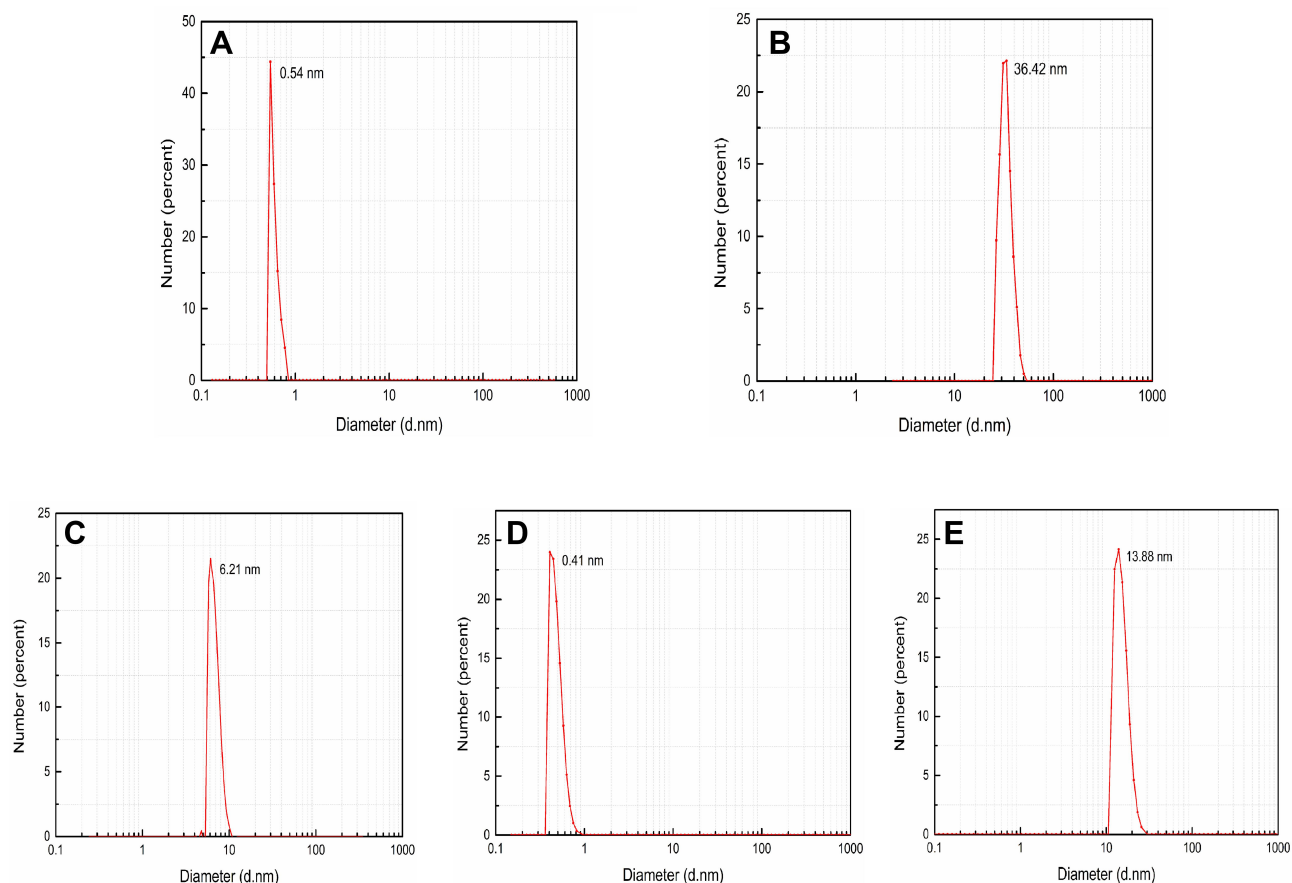 A
0.54 nm
50
40
30
20
10
0
Number (percent)
0.1 1 10 100 1000
Diameter (d.nm)
B
36.42 nm
25
20
15
10
5
0
Number (percent)
0.1 1 10 100 1000
Diameter (d.nm)
C
6.21 nm
25
20
15
10
5
0
Number (percent)
0.1 1 10 100 1000
Diameter (d.nm)
D
0.41 nm
25
20
15
10
5
0
Number (percent)
0.1 1 10 100 1000
Diameter (d.nm)
E
13.88 nm
25
20
15
10
5
0
Number (percent)
0.1 1 10 100 1000
Diameter (d.nm)